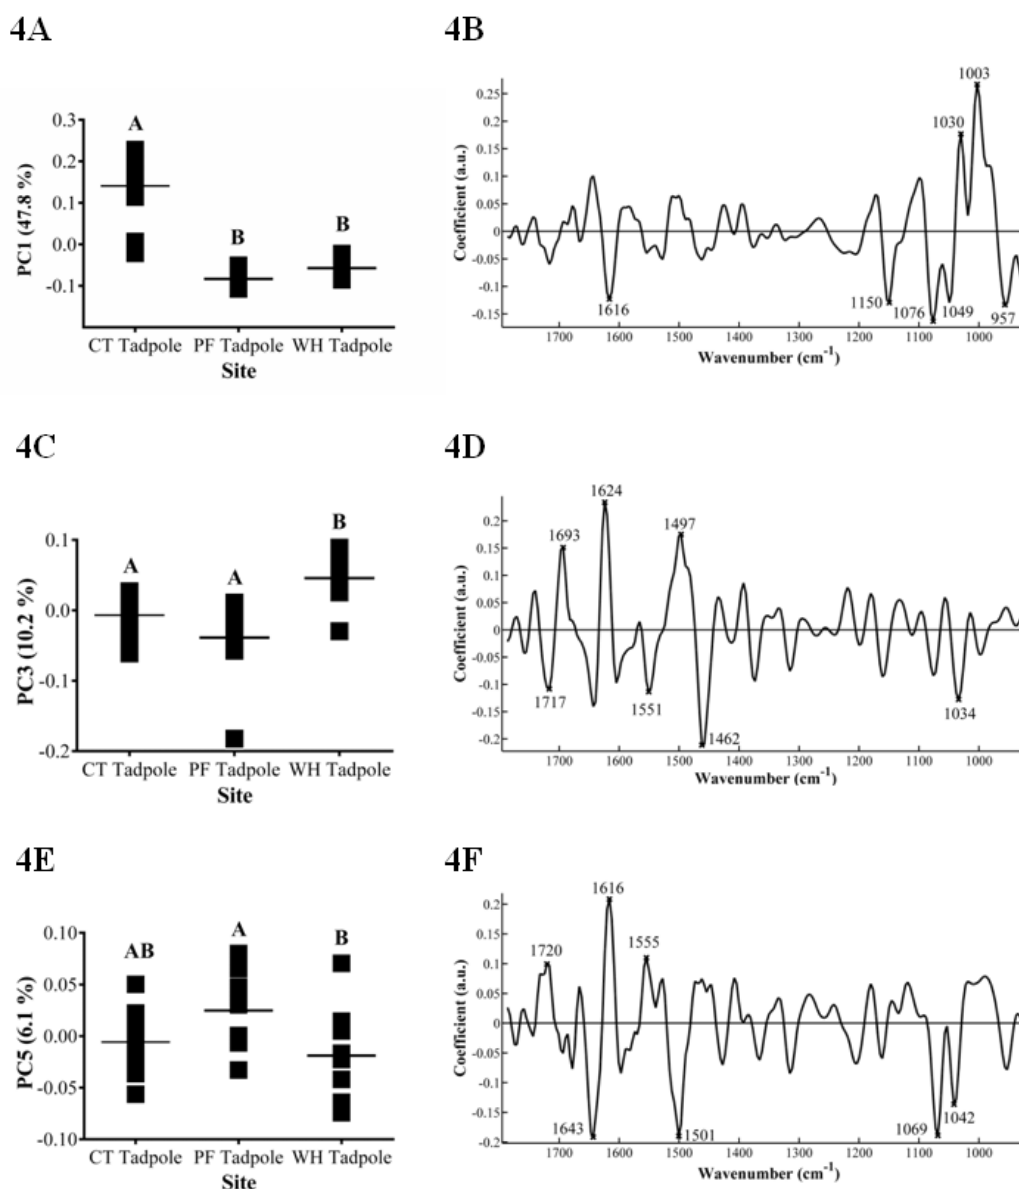 4A
4B
PC1 (47.8 %)
0.3
0.2
0.1
0.0
-0.1
A
B
B
CT Tadpole PF Tadpole WH Tadpole
Site
Coefficient (a.u.)
0.25
0.2
0.15
0.1
0.05
0
-0.05
-0.1
-0.15
1003
1030
1616
1150
1076
1049
957
1700 1600 1500 1400 1300 1200 1100 1000
Wavenumber (cm-1)
4C
4D
PC3 (10.2 %)
0.1
0.0
-0.1
-0.2
A
A
B
CT Tadpole PF Tadpole WH Tadpole
Site
Coefficient (a.u.)
0.2
0.15
0.1
0.05
0
-0.05
-0.1
-0.15
-0.2
1624
1693
1497
1717
1551
1462
1034
1700 1600 1500 1400 1300 1200 1100 1000
Wavenumber (cm-1)
4E
4F
PC5 (6.1 %)
0.10
0.05
0.00
-0.05
-0.10
AB
A
B
CT Tadpole PF Tadpole WH Tadpole
Site
Coefficient (a.u.)
0.2
0.15
0.1
0.05
0
-0.05
-0.1
-0.15
-0.2
1616
1720
1555
1643
1501
1069
1042
1700 1600 1500 1400 1300 1200 1100 1000
Wavenumber (cm-1)